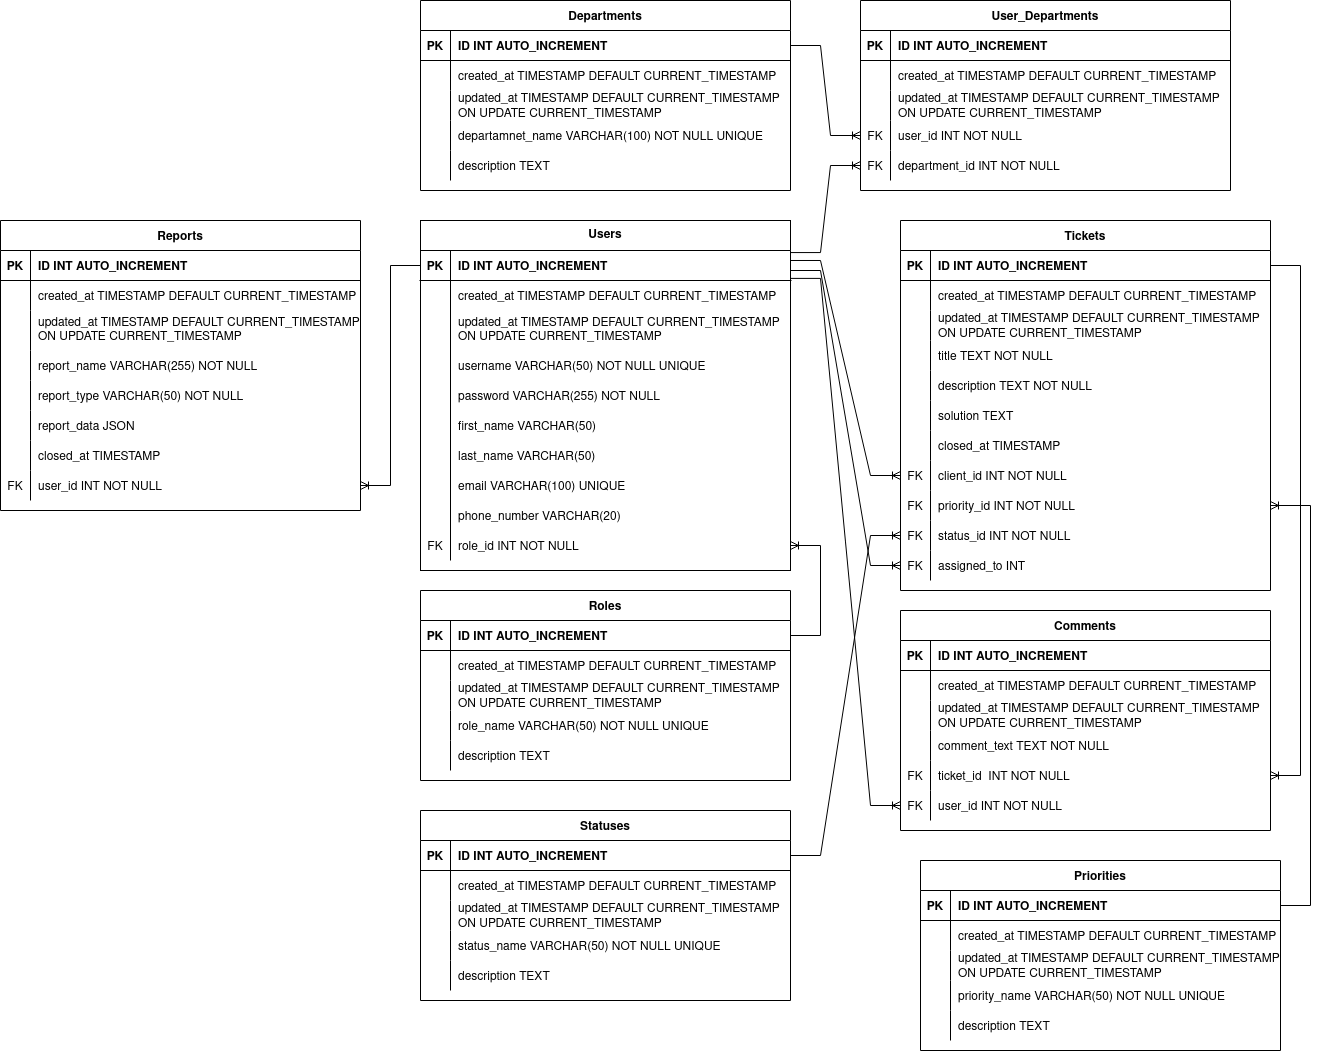 Departments
PK ID INT AUTO_INCREMENT
created_at TIMESTAMP DEFAULT CURRENT_TIMESTAMP
updated_at TIMESTAMP DEFAULT CURRENT_TIMESTAMP
ON UPDATE CURRENT_TIMESTAMP
departamnet_name VARCHAR(100) NOT NULL UNIQUE
description TEXT
User_Departments
PK ID INT AUTO_INCREMENT
created_at TIMESTAMP DEFAULT CURRENT_TIMESTAMP
updated_at TIMESTAMP DEFAULT CURRENT_TIMESTAMP
ON UPDATE CURRENT_TIMESTAMP
FK user_id INT NOT NULL
FK department_id INT NOT NULL
Reports
PK ID INT AUTO_INCREMENT
created_at TIMESTAMP DEFAULT CURRENT_TIMESTAMP
updated_at TIMESTAMP DEFAULT CURRENT_TIMESTAMP
ON UPDATE CURRENT_TIMESTAMP
report_name VARCHAR(255) NOT NULL
report_type VARCHAR(50) NOT NULL
report_data JSON
closed_at TIMESTAMP
FK user_id INT NOT NULL
Users
PK ID INT AUTO_INCREMENT
created_at TIMESTAMP DEFAULT CURRENT_TIMESTAMP
updated_at TIMESTAMP DEFAULT CURRENT_TIMESTAMP
ON UPDATE CURRENT_TIMESTAMP
username VARCHAR(50) NOT NULL UNIQUE
password VARCHAR(255) NOT NULL
first_name VARCHAR(50)
last_name VARCHAR(50)
email VARCHAR(100) UNIQUE
phone_number VARCHAR(20)
FK role_id INT NOT NULL
Tickets
PK ID INT AUTO_INCREMENT
created_at TIMESTAMP DEFAULT CURRENT_TIMESTAMP
updated_at TIMESTAMP DEFAULT CURRENT_TIMESTAMP
ON UPDATE CURRENT_TIMESTAMP
title TEXT NOT NULL
description TEXT NOT NULL
solution TEXT
closed_at TIMESTAMP
FK client_id INT NOT NULL
FK priority_id INT NOT NULL
FK status_id INT NOT NULL
FK assigned_to INT
Roles
PK ID INT AUTO_INCREMENT
created_at TIMESTAMP DEFAULT CURRENT_TIMESTAMP
updated_at TIMESTAMP DEFAULT CURRENT_TIMESTAMP
ON UPDATE CURRENT_TIMESTAMP
role_name VARCHAR(50) NOT NULL UNIQUE
description TEXT
Comments
PK ID INT AUTO_INCREMENT
created_at TIMESTAMP DEFAULT CURRENT_TIMESTAMP
updated_at TIMESTAMP DEFAULT CURRENT_TIMESTAMP
ON UPDATE CURRENT_TIMESTAMP
comment_text TEXT NOT NULL
FK ticket_id INT NOT NULL
FK user_id INT NOT NULL
Statuses
PK ID INT AUTO_INCREMENT
created_at TIMESTAMP DEFAULT CURRENT_TIMESTAMP
updated_at TIMESTAMP DEFAULT CURRENT_TIMESTAMP
ON UPDATE CURRENT_TIMESTAMP
status_name VARCHAR(50) NOT NULL UNIQUE
description TEXT
Priorities
PK ID INT AUTO_INCREMENT
created_at TIMESTAMP DEFAULT CURRENT_TIMESTAMP
updated_at TIMESTAMP DEFAULT CURRENT_TIMESTAMP
ON UPDATE CURRENT_TIMESTAMP
priority_name VARCHAR(50) NOT NULL UNIQUE
description TEXT